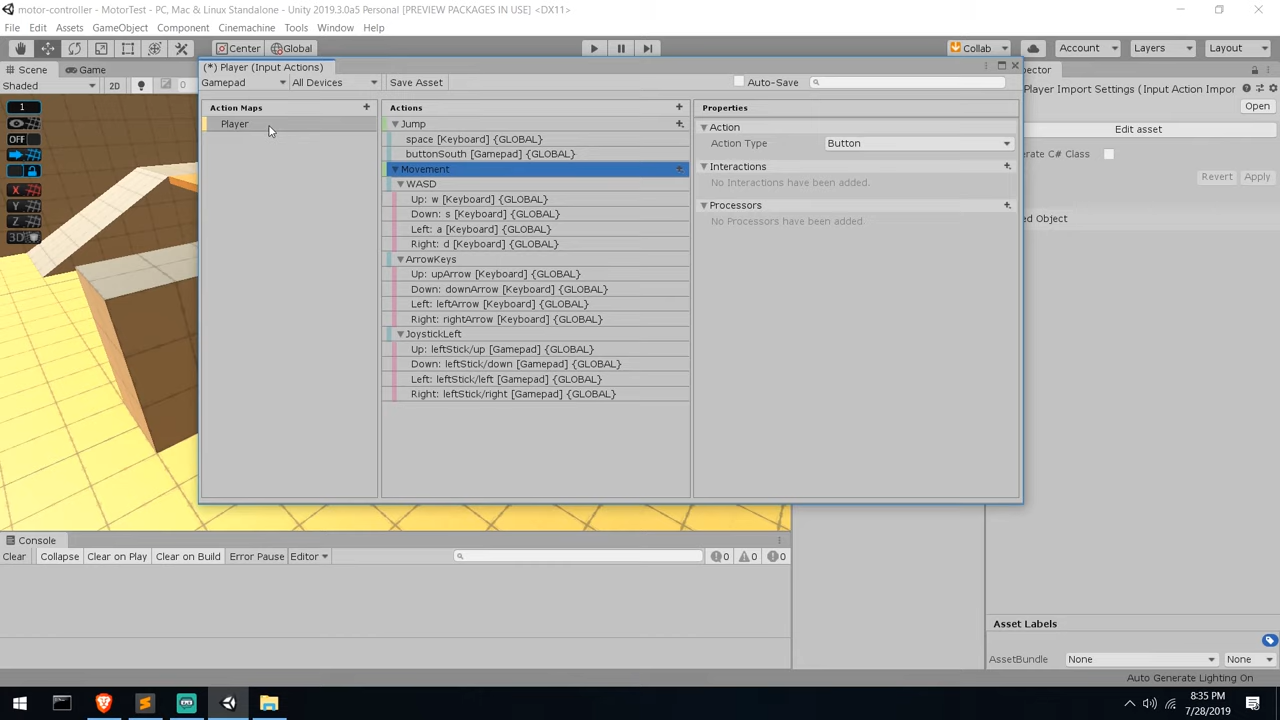 motor-controller - MotorTest - PC, Mac & Linux Standalone - Unity 2019.3.0a5 Personal [PREVIEW PACKAGES IN USE] <DX11>
File Edit Assets GameObject Component Cinemachine Tools Window Help
Center Global Collab Account Layers Layout
Scene Game
(*) Player (Input Actions)
Shaded 2D 0
Gamepad All Devices Save Asset Auto-Save
Player Import Settings (Input Action Impor
Open
Action Maps Actions Properties
Player
Jump
space [Keyboard] {GLOBAL}
buttonSouth [Gamepad] {GLOBAL}
Movement
WASD
Up: w [Keyboard] {GLOBAL}
Down: s [Keyboard] {GLOBAL}
Left: a [Keyboard] {GLOBAL}
Right: d [Keyboard] {GLOBAL}
ArrowKeys
Up: upArrow [Keyboard] {GLOBAL}
Down: downArrow [Keyboard] {GLOBAL}
Left: leftArrow [Keyboard] {GLOBAL}
Right: rightArrow [Keyboard] {GLOBAL}
JoystickLeft
Up: leftStick/up [Gamepad] {GLOBAL}
Down: leftStick/down [Gamepad] {GLOBAL}
Left: leftStick/left [Gamepad] {GLOBAL}
Right: leftStick/right [Gamepad] {GLOBAL}
Action
Action Type Button
Interactions
No Interactions have been added.
Processors
No Processors have been added.
1
OFF
X
Y
Z
3D
Edit asset
erate C# Class
Revert Apply
ed Object
Console
Clear Collapse Clear on Play Clear on Build Error Pause Editor 0 0 0
Asset Labels
AssetBundle None None
Auto Generate Lighting On
8:35 PM
7/28/2019